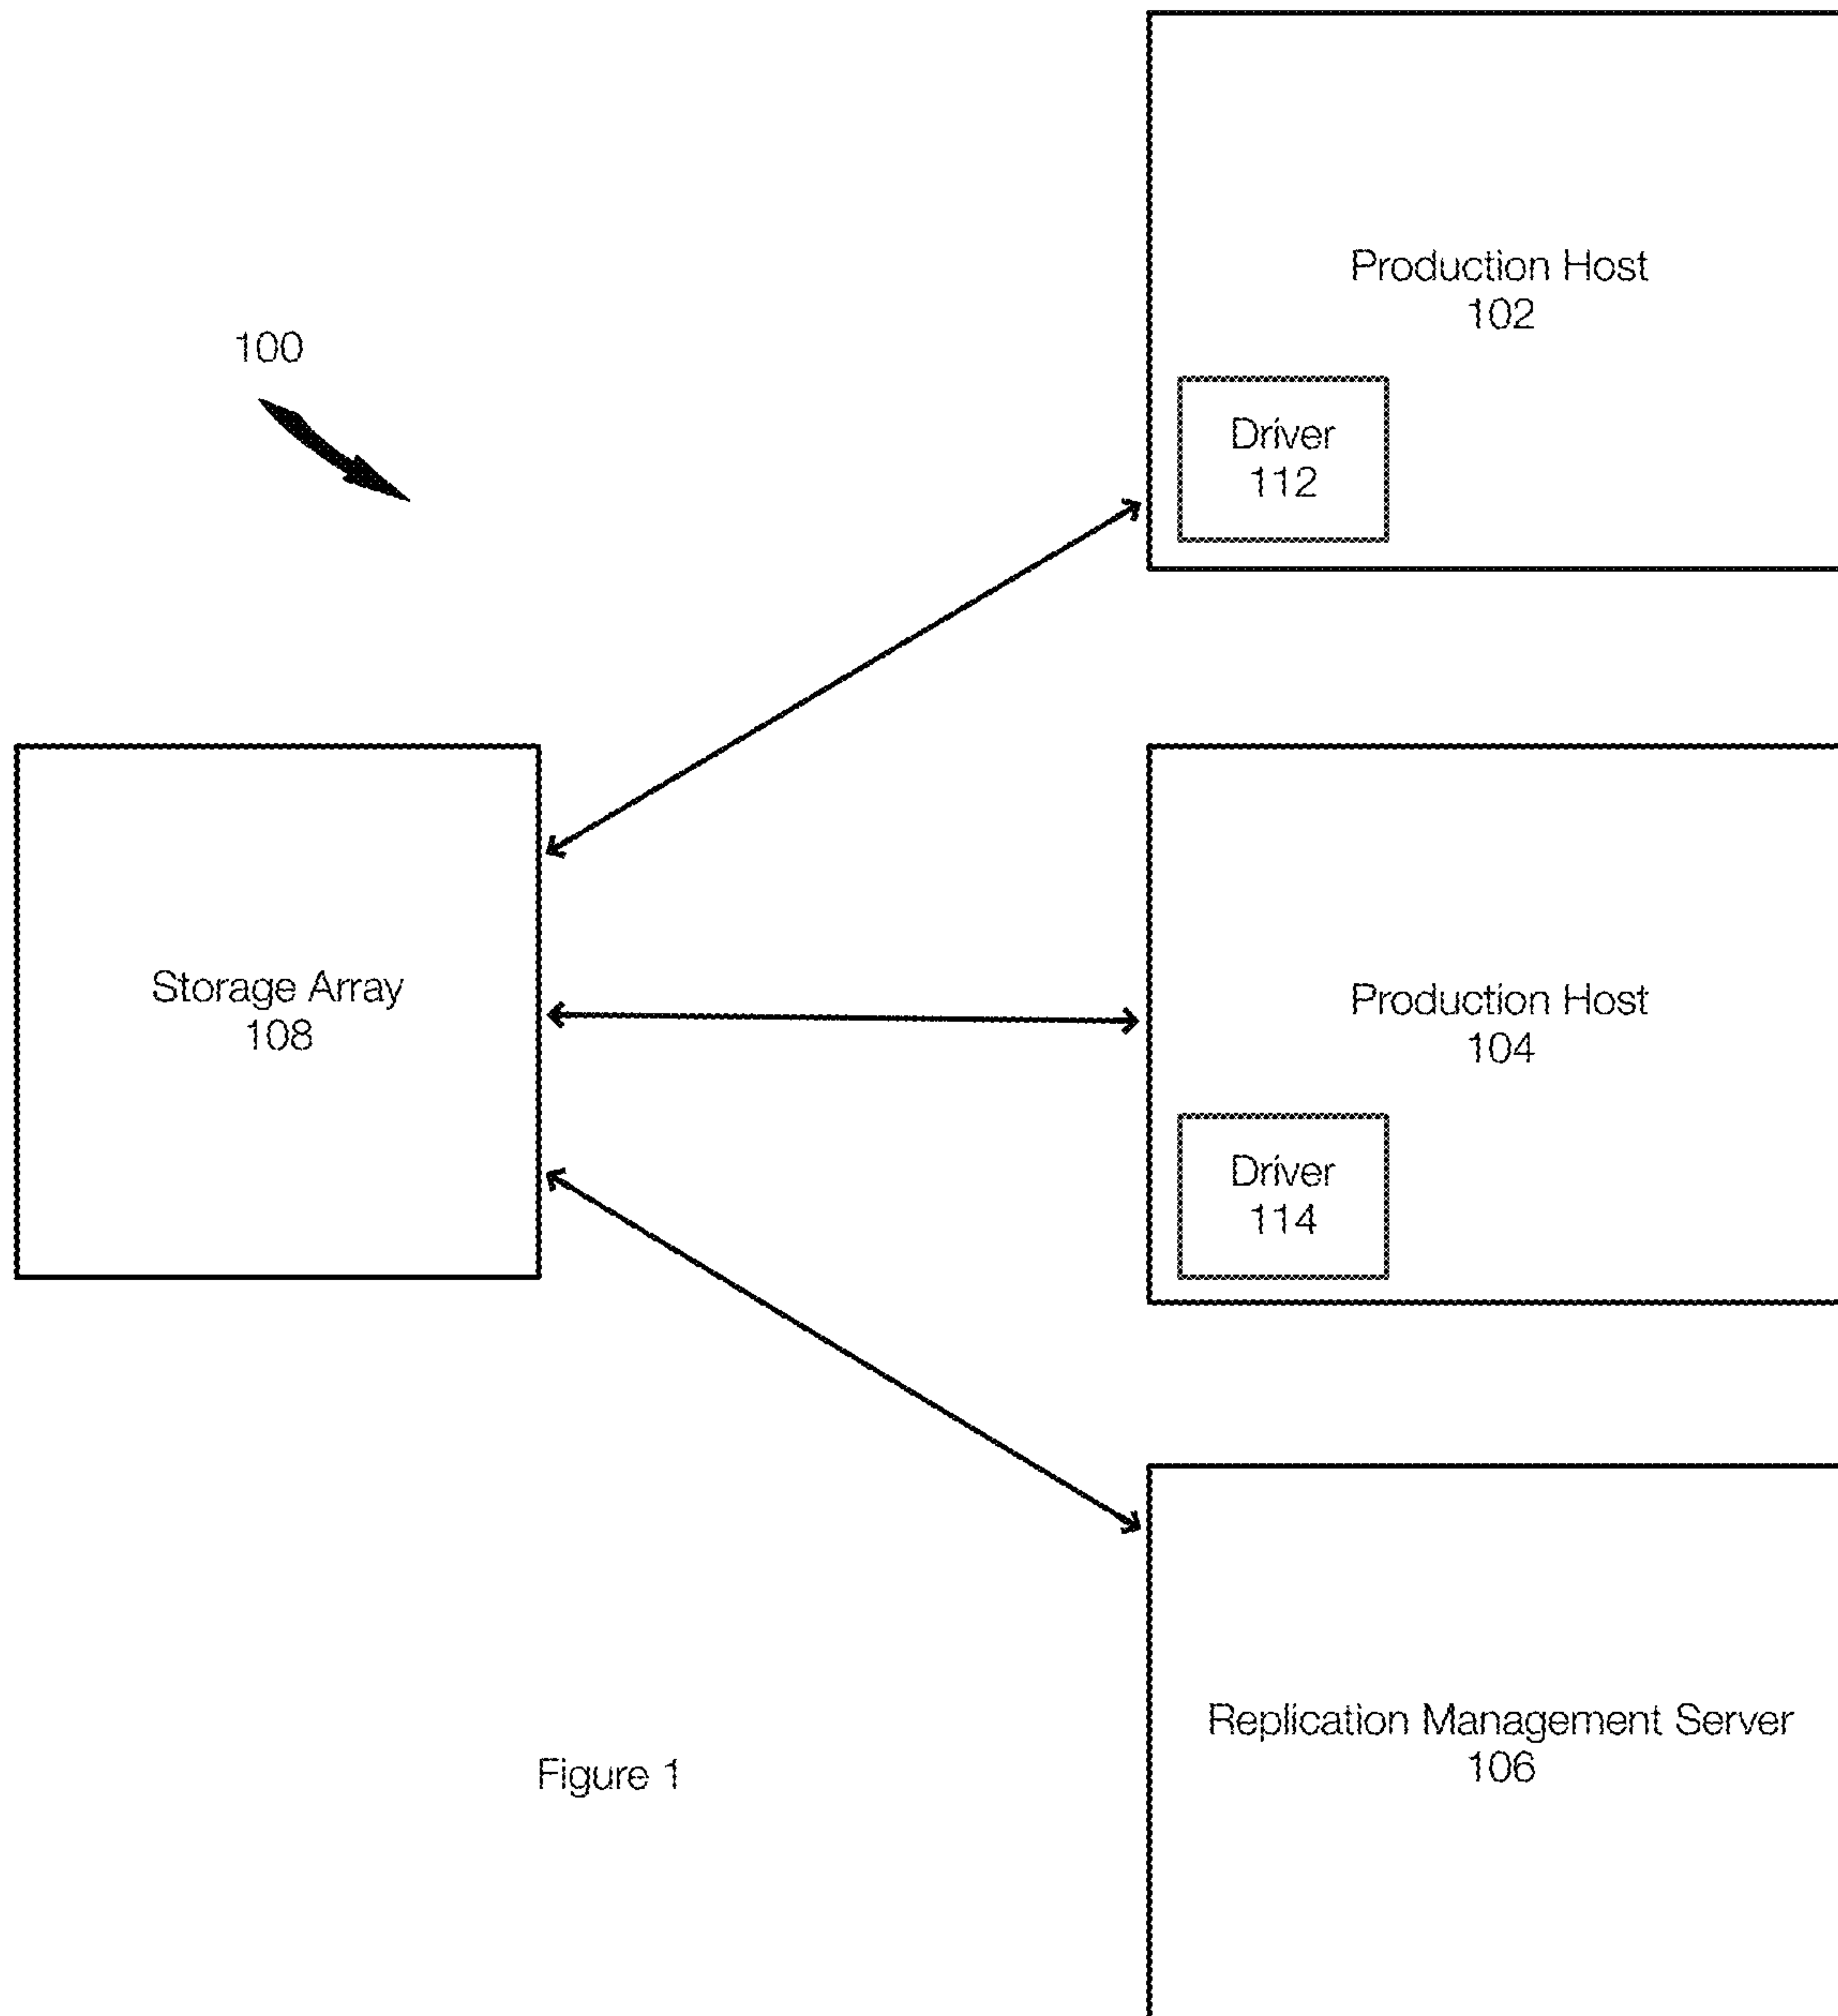 Production Host
102
100
Driver
112
Storage Array
108
Production Host
104
Driver
114
Replication Management Server
106
Figure 1